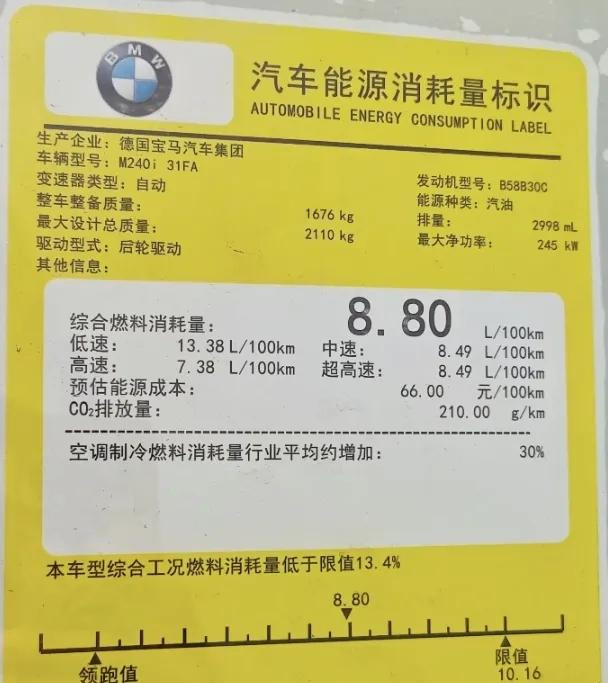 BMW
汽车能源消耗量标识
AUTOMOBILE ENERGY CONSUMPTION LABEL
生产企业：德国宝马汽车集团
车辆型号：M240i 31FA
发动机型号：B58B30C
变速器类型：自动
能源种类：汽油
整车整备质量： 1676 kg
排量： 2998 mL
最大设计总质量： 2110 kg
最大净功率： 245 kW
驱动型式：后轮驱动
其他信息：
综合燃料消耗量： 8.80 L/100km
低速： 13.38 L/100km 中速： 8.49 L/100km
高速： 7.38 L/100km 超高速： 8.49 L/100km
预估能源成本： 66.00 元/100km
CO₂排放量： 210.00 g/km
空调制冷燃料消耗量行业平均约增加： 30%
本车型综合工况燃料消耗量低于限值13.4%
8.80
领跑值
限值
10.16